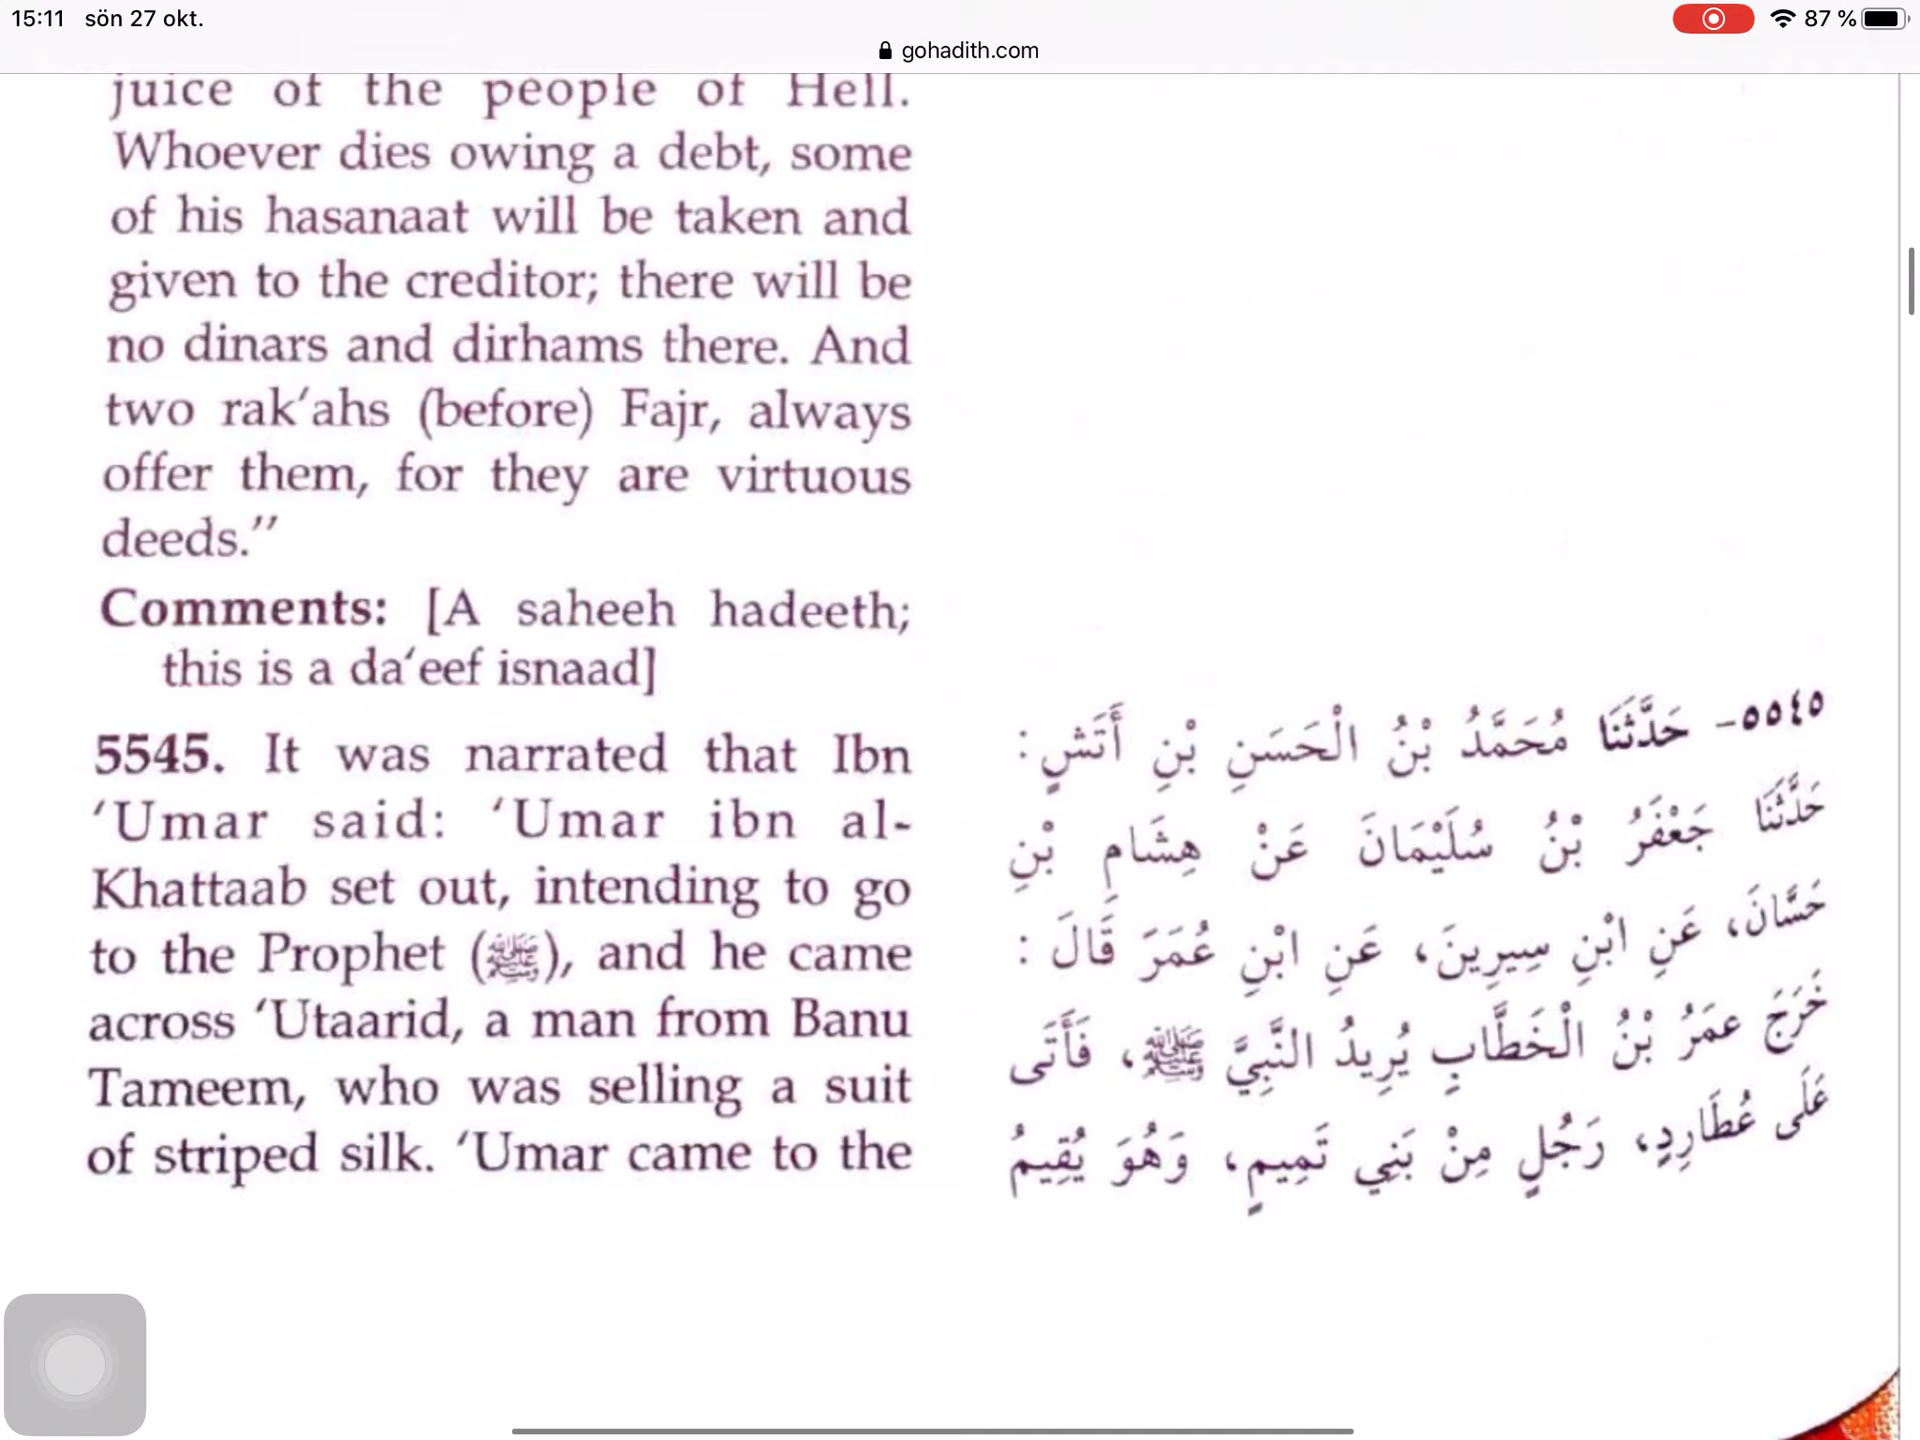 15:11 sön 27 okt.
87 %
gohadith.com
juice of the people of Hell.
Whoever dies owing a debt, some
of his hasanaat will be taken and
given to the creditor; there will be
no dinars and dirhams there. And
two rak‘ahs (before) Fajr, always
offer them, for they are virtuous
deeds.”
Comments: [A saheeh hadeeth;
this is a da‘eef isnaad]
5545. It was narrated that Ibn
‘Umar said: ‘Umar ibn al-
Khattaab set out, intending to go
to the Prophet (ﷺ), and he came
across ‘Utaarid, a man from Banu
Tameem, who was selling a suit
of striped silk. ‘Umar came to the
٥٥٤٥- حَدَّثَنَا مُحَمَّدُ بْنُ الْحَسَنِ بْنِ أَتَشٍ:
حَدَّثَنَا جَعْفَرُ بْنُ سُلَيْمَانَ عَنْ هِشَامِ بْنِ
حَسَّانَ، عَنِ ابْنِ سِيرِينَ، عَنِ ابْنِ عُمَرَ قَالَ:
خَرَجَ عمَرُ بْنُ الْخَطَّابِ يُرِيدُ النَّبِيَّ ﷺ، فَأَتَى
عَلَى عُطَارِدٍ، رَجُلٍ مِنْ بَنِي تَمِيمٍ، وَهُوَ يُقِيمُ